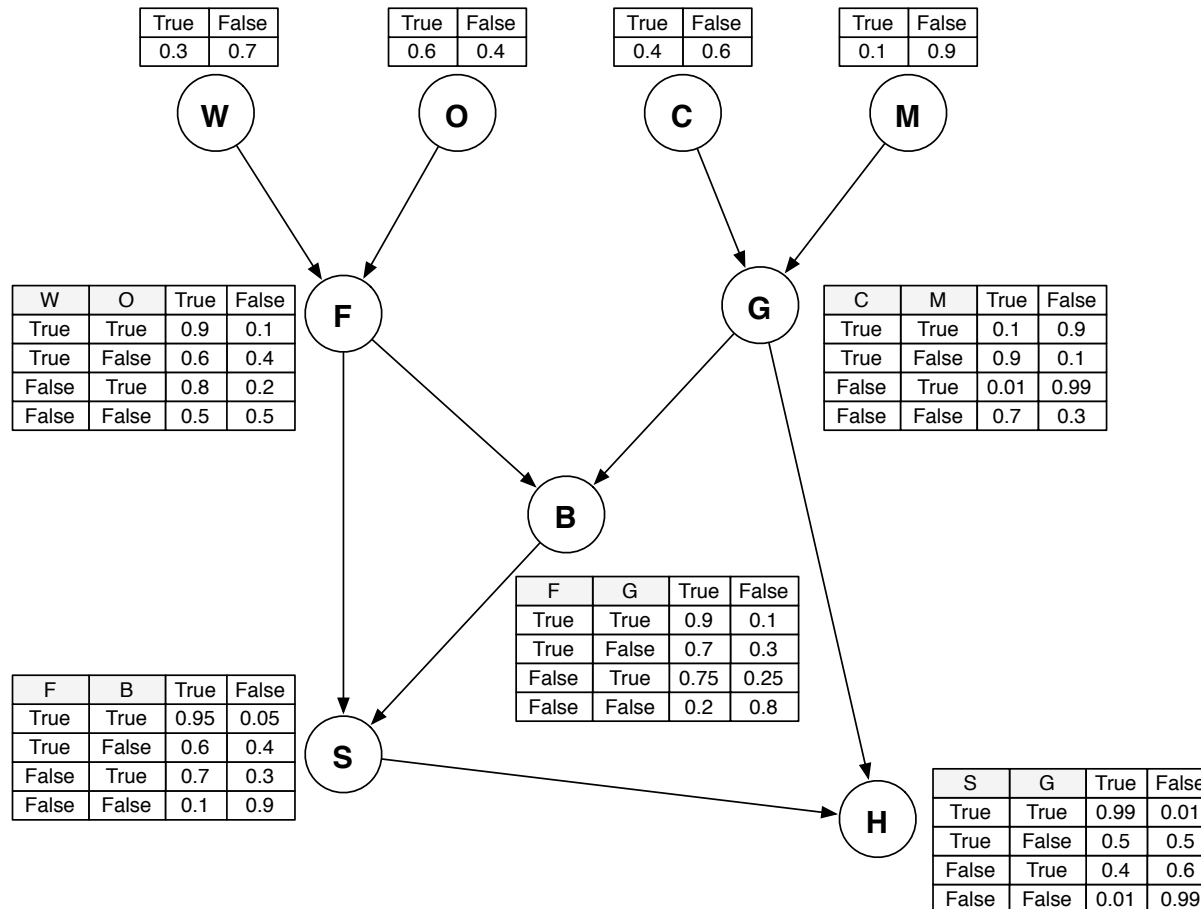 True False True False True False True False
0.3 0.7 0.6 0.4 0.4 0.6 0.1 0.9
W O C M
W O True False
True True 0.9 0.1
True False 0.6 0.4
False True 0.8 0.2
False False 0.5 0.5
F
G
C M True False
True True 0.1 0.9
True False 0.9 0.1
False True 0.01 0.99
False False 0.7 0.3
B
F G True False
True True 0.9 0.1
True False 0.7 0.3
False True 0.75 0.25
False False 0.2 0.8
F B True False
True True 0.95 0.05
True False 0.6 0.4
False True 0.7 0.3
False False 0.1 0.9
S
H
S G True False
True True 0.99 0.01
True False 0.5 0.5
False True 0.4 0.6
False False 0.01 0.99